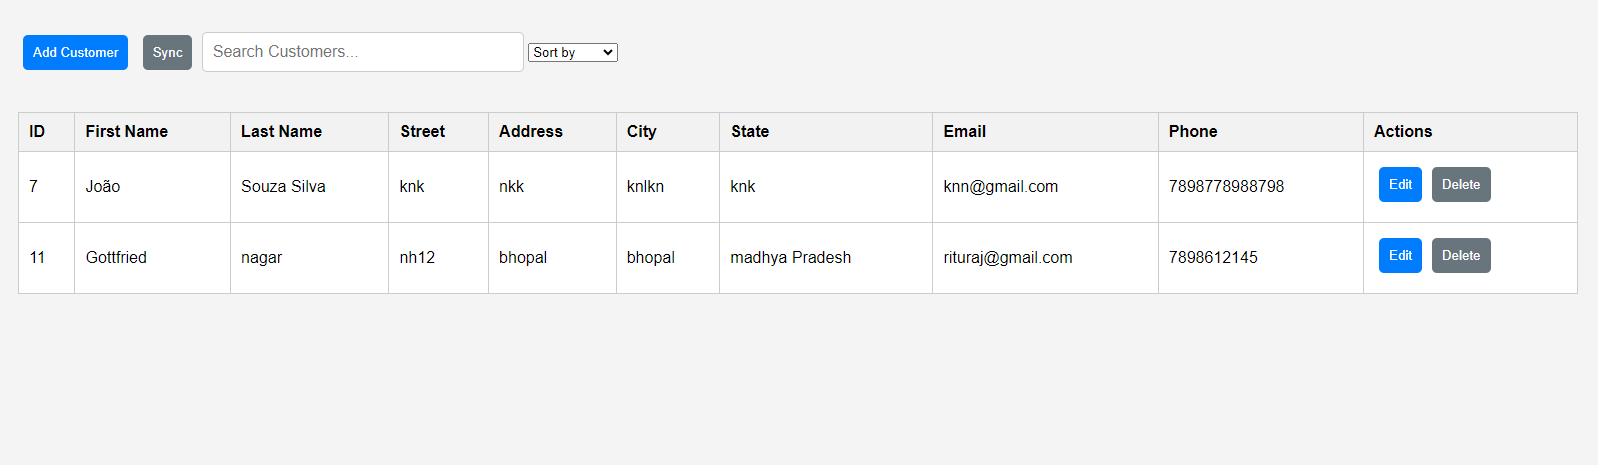 Add Customer Sync Search Customers... Sort by
ID First Name Last Name Street Address City State Email Phone Actions
7 João Souza Silva knk nkk knlkn knk knn@gmail.com 7898778988798 Edit Delete
11 Gottfried nagar nh12 bhopal bhopal madhya Pradesh rituraj@gmail.com 7898612145 Edit Delete